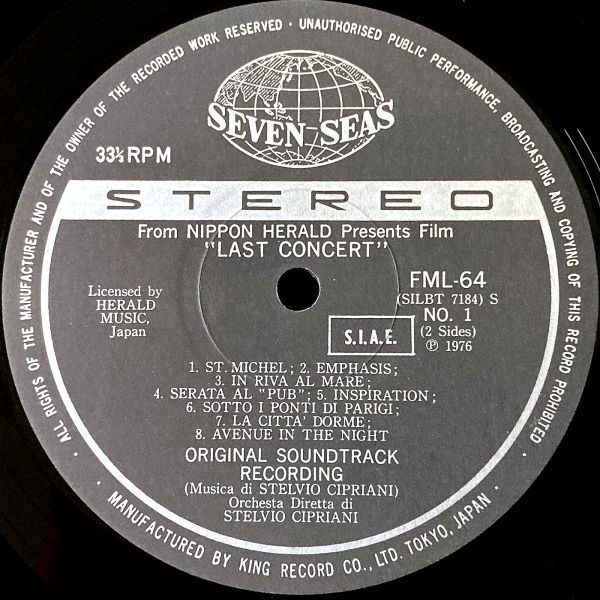 ALL RIGHTS OF THE MANUFACTURER AND OF THE OWNER OF THE RECORDED WORK RESERVED · UNAUTHORISED PUBLIC PERFORMANCE, BROADCASTING AND COPYING OF THIS RECORD PROHIBITED
SEVEN SEAS
33⅓ RPM
STEREO
From NIPPON HERALD Presents Film
"LAST CONCERT"
Licensed by
HERALD
MUSIC,
Japan
FML-64
(SILBT 7184) S
NO. 1
(2 Sides)
℗ 1976
S.I.A.E.
1. ST. MICHEL; 2. EMPHASIS;
3. IN RIVA AL MARE;
4. SERATA AL "PUB"; 5. INSPIRATION;
6. SOTTO I PONTI DI PARIGI;
7. LA CITTA' DORME;
8. AVENUE IN THE NIGHT
ORIGINAL SOUNDTRACK
RECORDING
(Musica di STELVIO CIPRIANI)
Orchesta Diretta di
STELVIO CIPRIANI
· MANUFACTURED BY KING RECORD CO., LTD. TOKYO, JAPAN ·